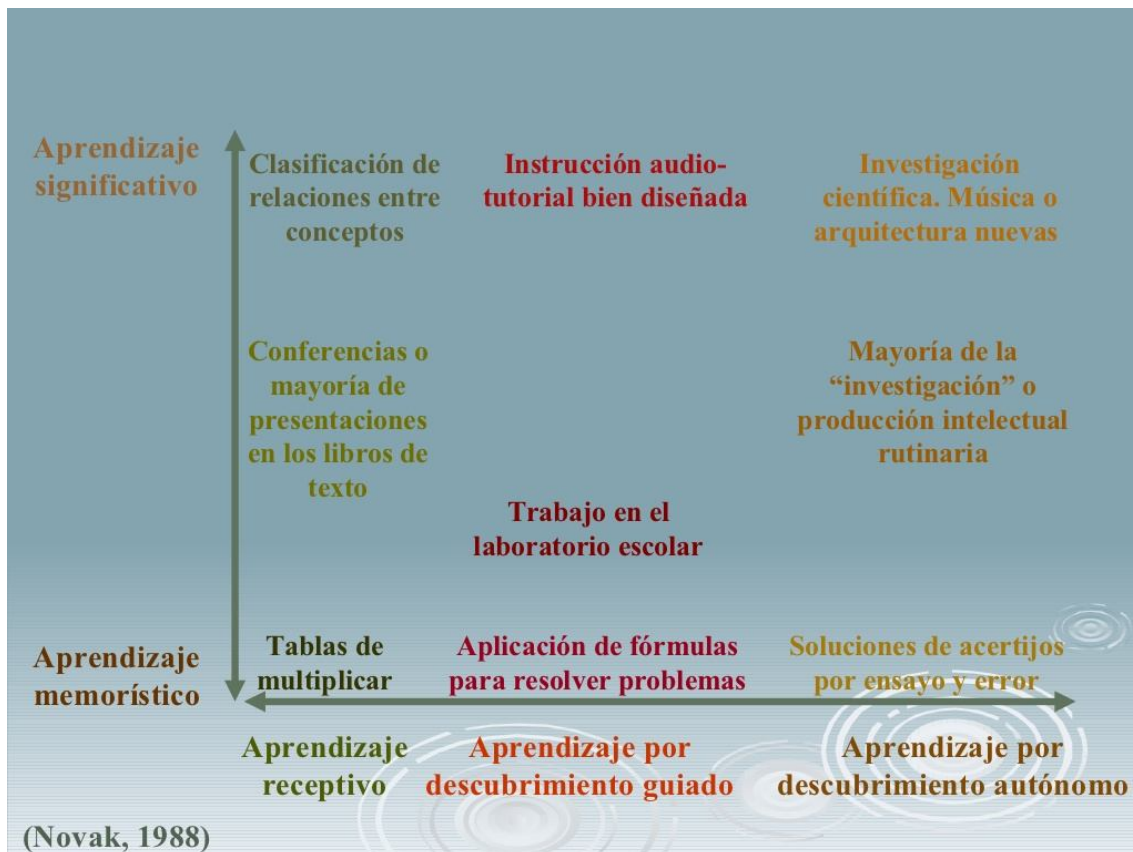 Aprendizaje
significativo
Clasificación de
relaciones entre
conceptos
Instrucción audio-
tutorial bien diseñada
Investigación
científica. Música o
arquitectura nuevas
Conferencias o
mayoría de
presentaciones
en los libros de
texto
Mayoría de la
“investigación” o
producción intelectual
rutinaria
Trabajo en el
laboratorio escolar
Aprendizaje
memorístico
Tablas de
multiplicar
Aplicación de fórmulas
para resolver problemas
Soluciones de acertijos
por ensayo y error
Aprendizaje
receptivo
Aprendizaje por
descubrimiento guiado
Aprendizaje por
descubrimiento autónomo
(Novak, 1988)